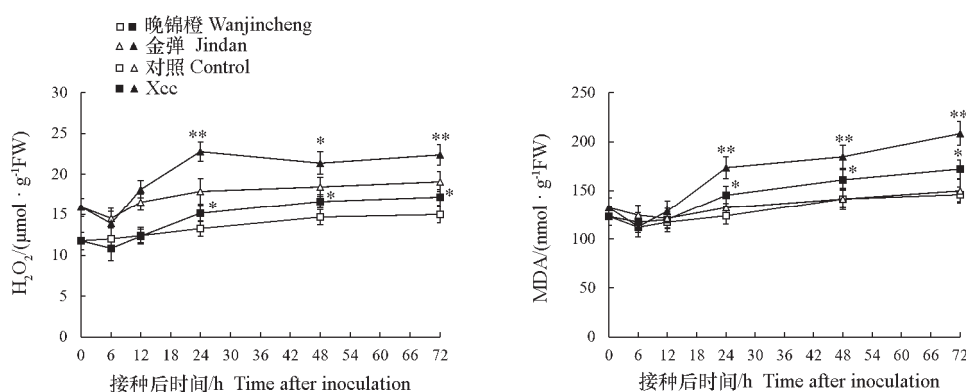 晚锦橙 Wanjincheng
金弹 Jindan
对照 Control
Xcc
30
25
20
15
10
5
0
H₂O₂/(μmol · g⁻¹FW)
** * **
* * *
0 6 12 18 24 30 36 42 48 54 60 66 72
接种后时间/h Time after inoculation
250
200
150
100
50
0
MDA/(nmol · g⁻¹FW)
** ** **
* * *
0 6 12 18 24 30 36 42 48 54 60 66 72
接种后时间/h Time after inoculation